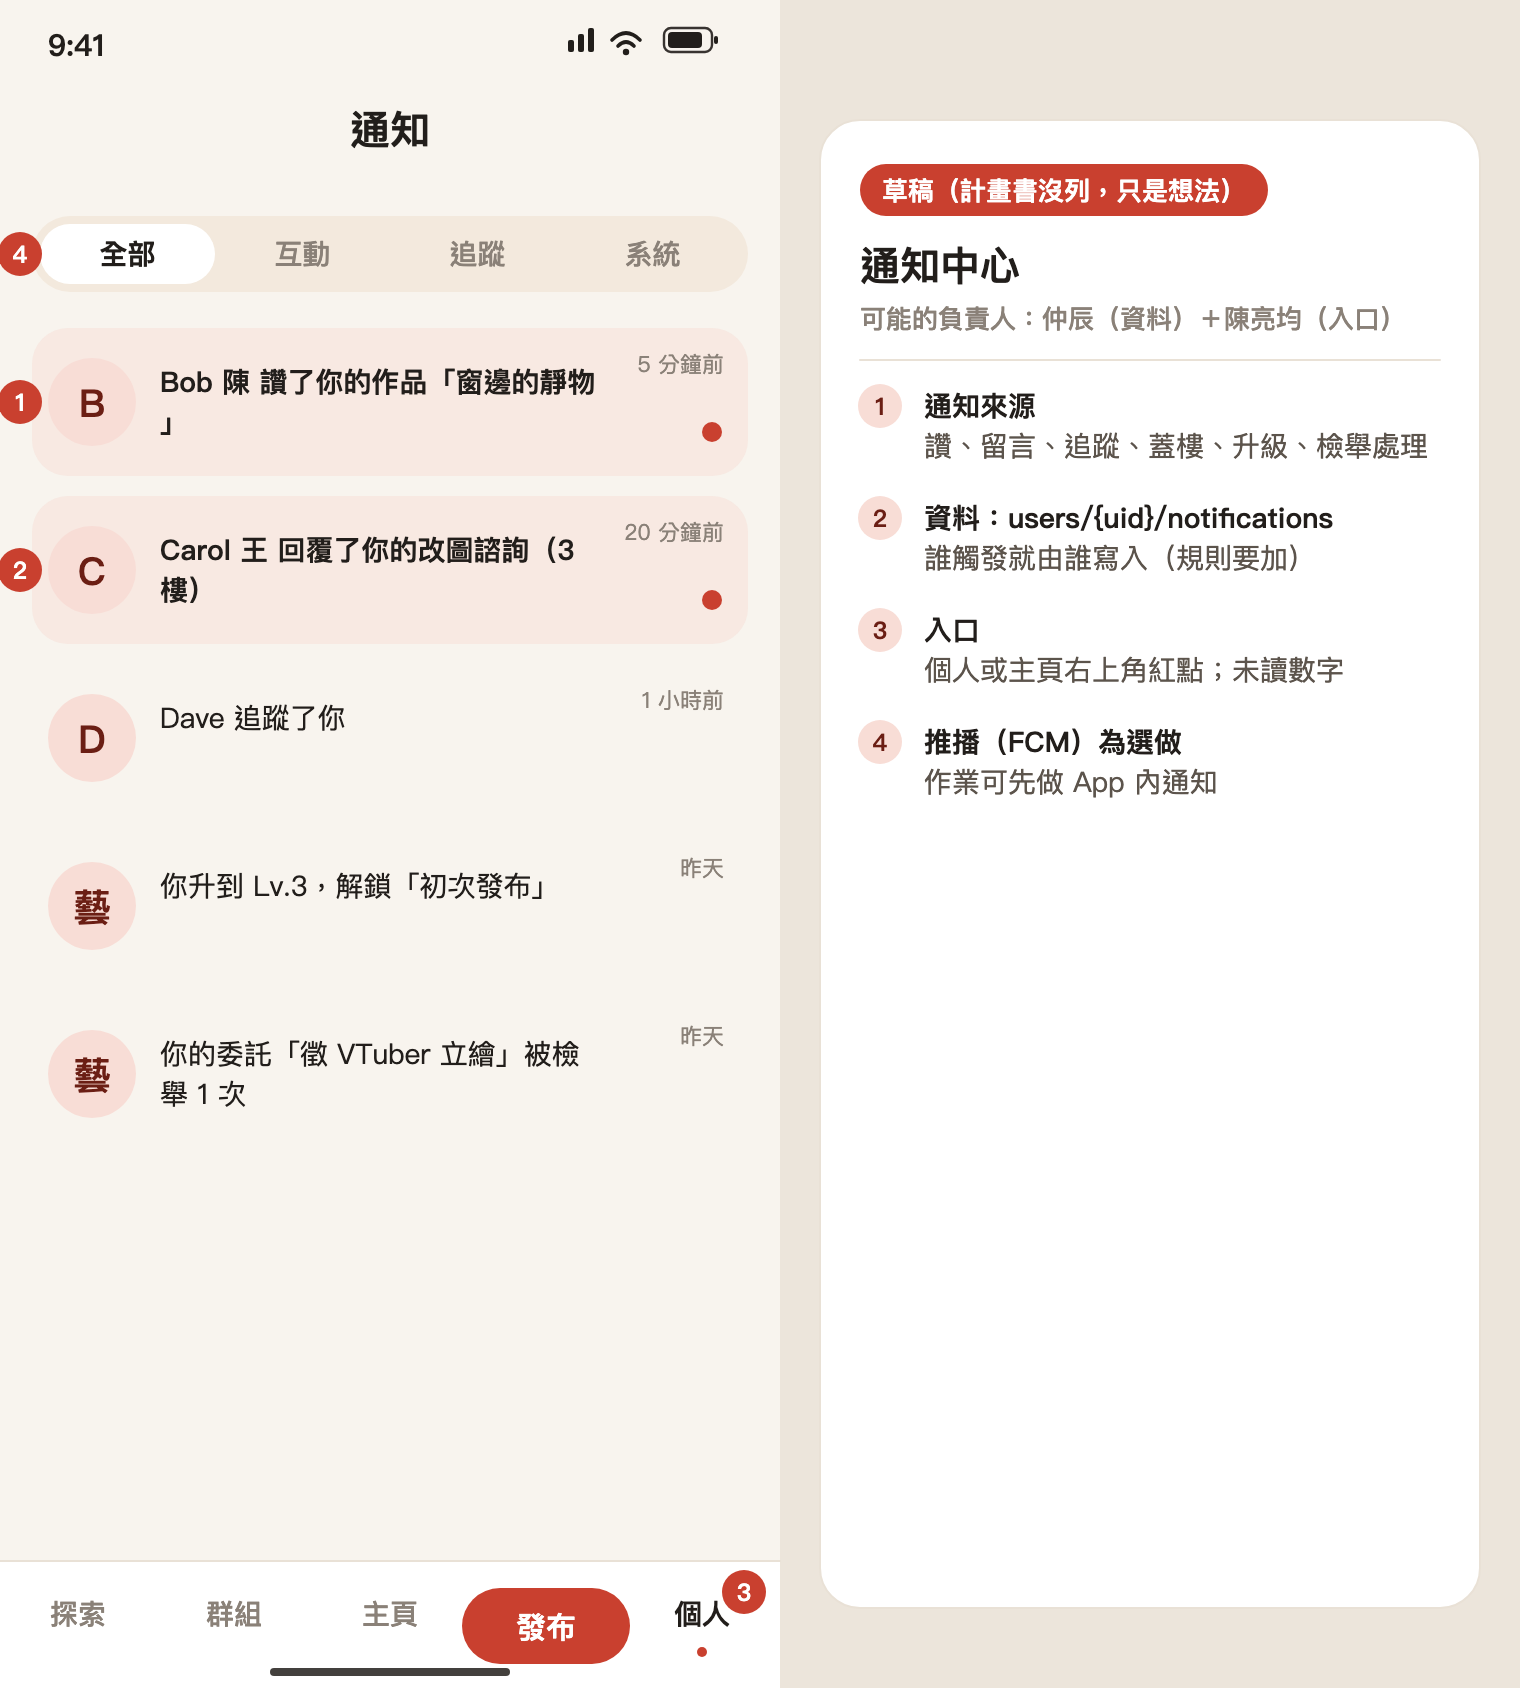 9:41
通知
4
全部
互動
追蹤
系統
1
B
Bob 陳 讚了你的作品「窗邊的靜物
」
5 分鐘前
2
C
Carol 王 回覆了你的改圖諮詢（3
樓）
20 分鐘前
D
Dave 追蹤了你
1 小時前
藝
你升到 Lv.3，解鎖「初次發布」
昨天
藝
你的委託「徵 VTuber 立繪」被檢
舉 1 次
昨天
探索
群組
主頁
發布
個人
3
草稿（計畫書沒列，只是想法）
通知中心
可能的負責人：仲辰（資料）＋陳亮均（入口）
1
通知來源
讚、留言、追蹤、蓋樓、升級、檢舉處理
2
資料：users/{uid}/notifications
誰觸發就由誰寫入（規則要加）
3
入口
個人或主頁右上角紅點；未讀數字
4
推播（FCM）為選做
作業可先做 App 內通知